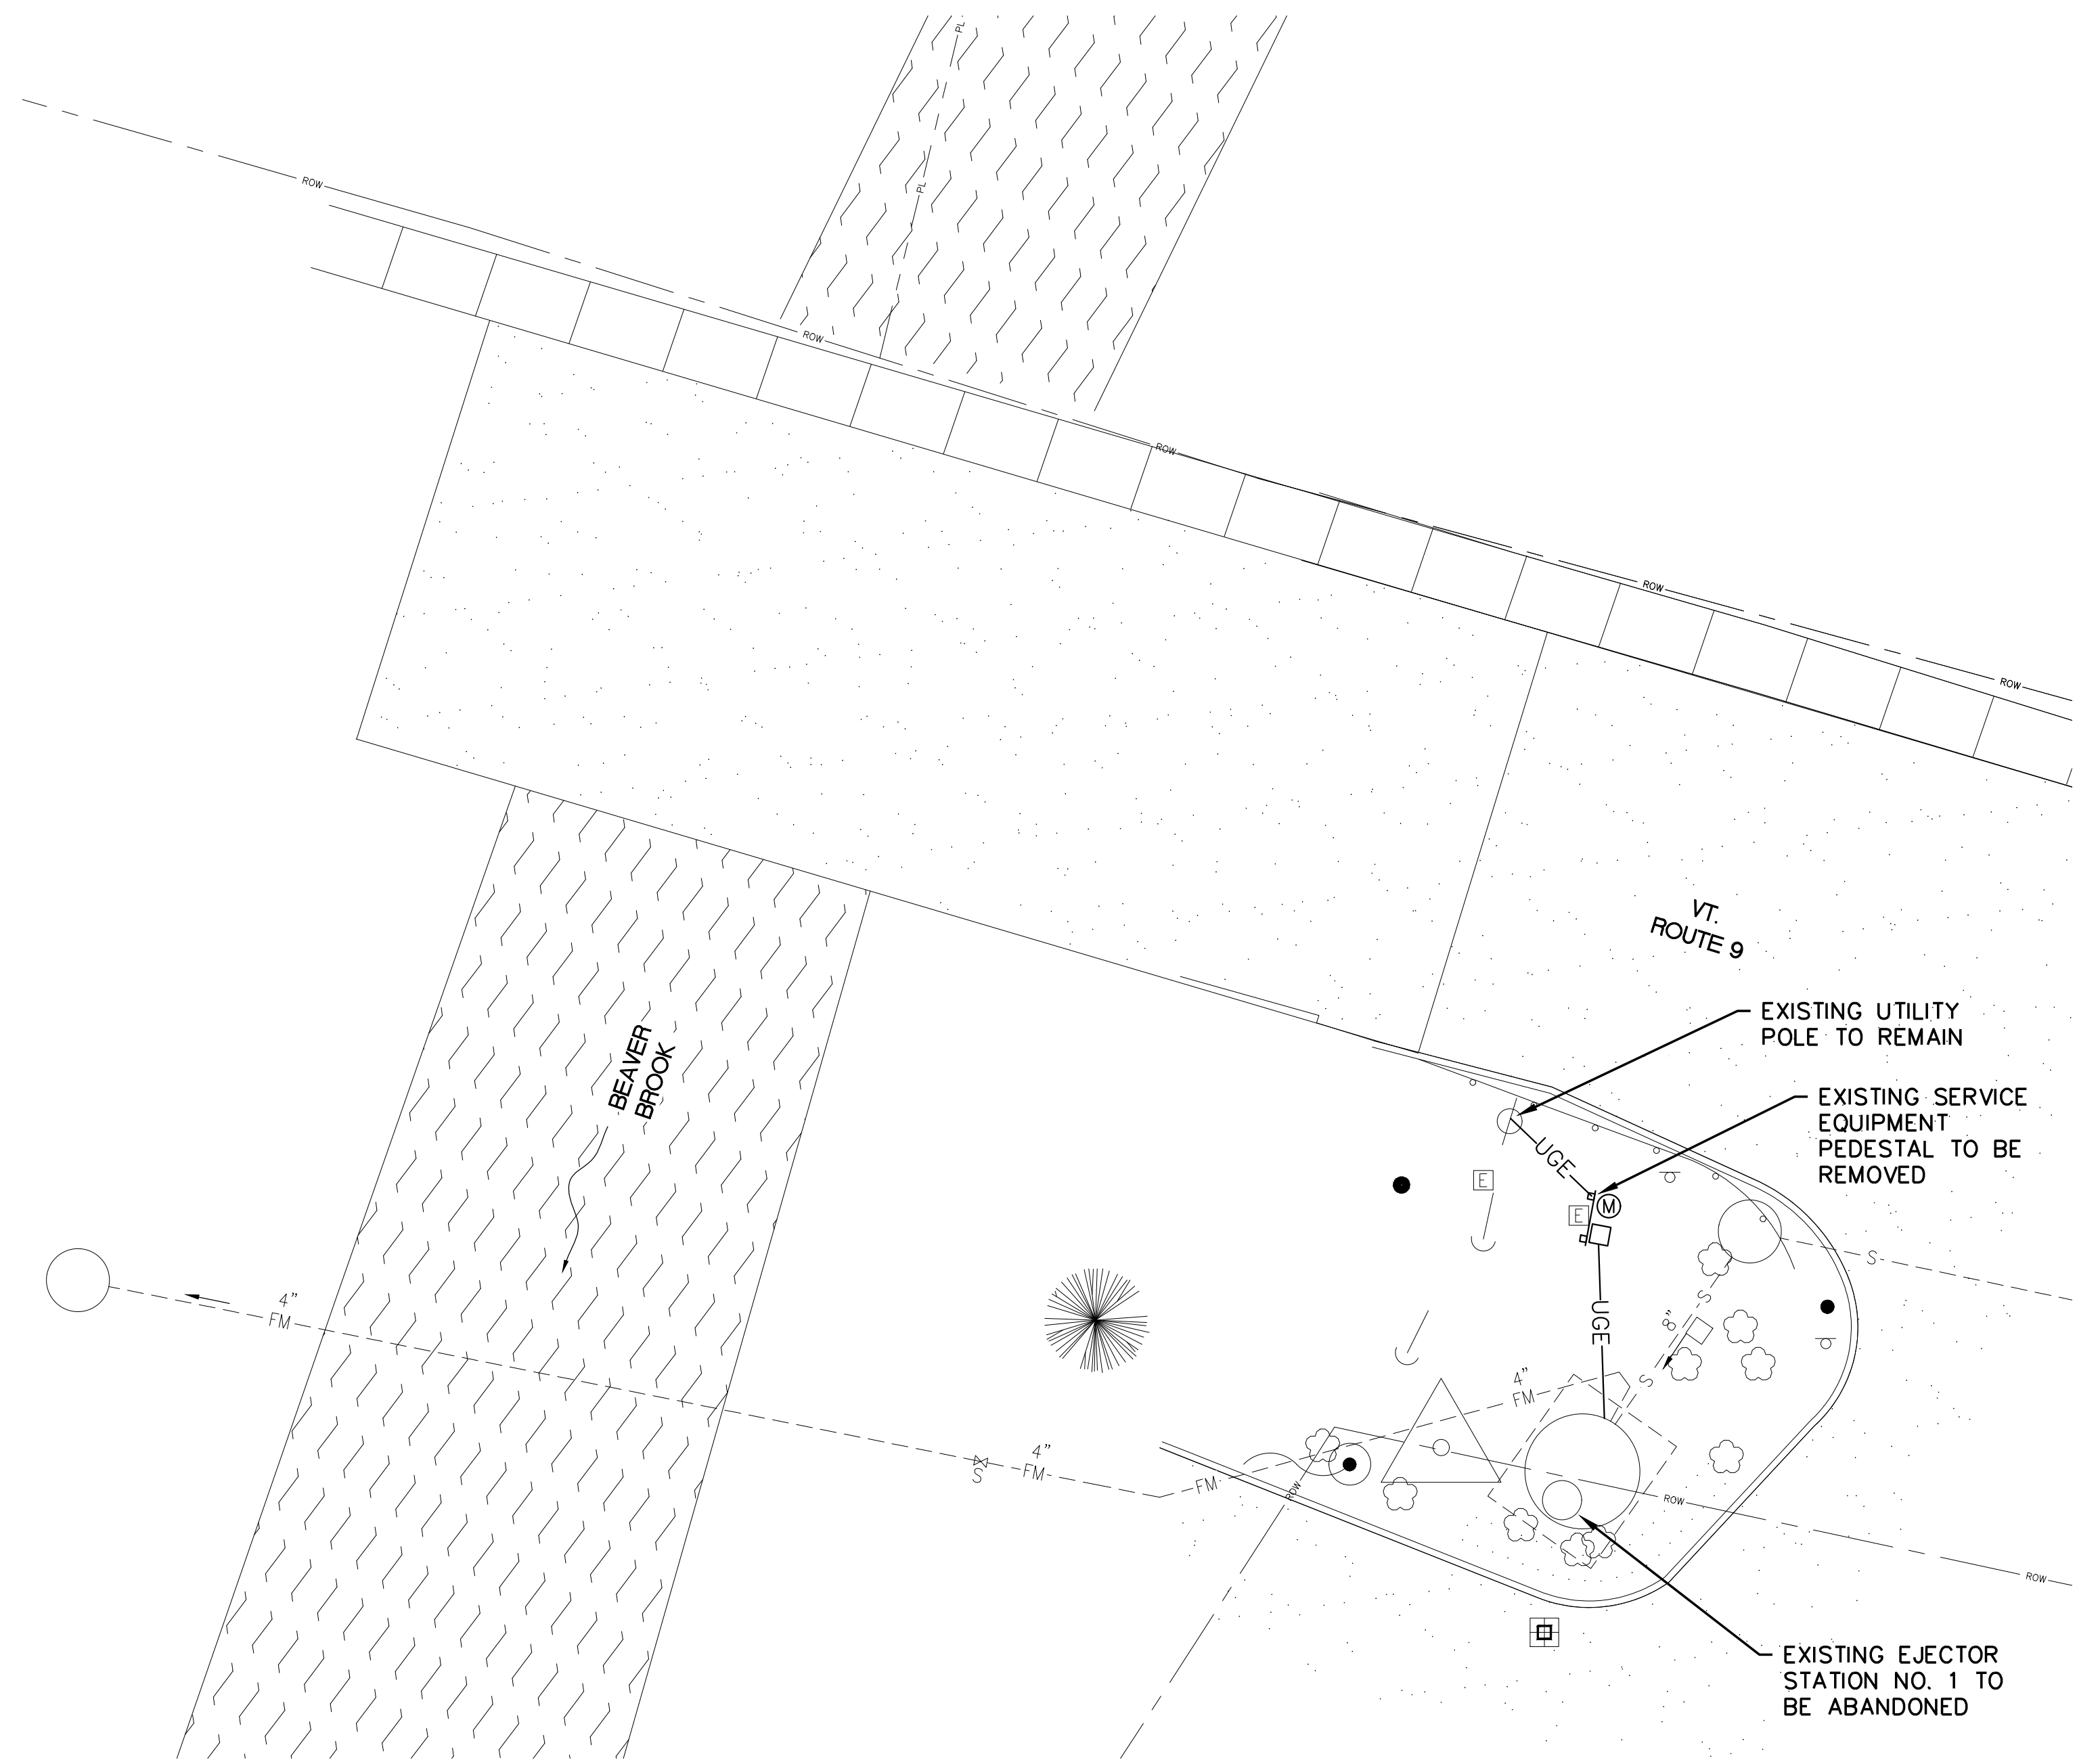 PL
ROW
PL
ROW
ROW
ROW
ROW
VT.
ROUTE 9
EXISTING UTILITY
POLE TO REMAIN
BEAVER
BROOK
EXISTING SERVICE
EQUIPMENT
PEDESTAL TO BE
REMOVED
UGE
E
M
E
S
4"
FM
UGE
S
8"
S
4"
FM
4"
FM
S
FM
ROW
ROW
ROW
EXISTING EJECTOR
STATION NO. 1 TO
BE ABANDONED